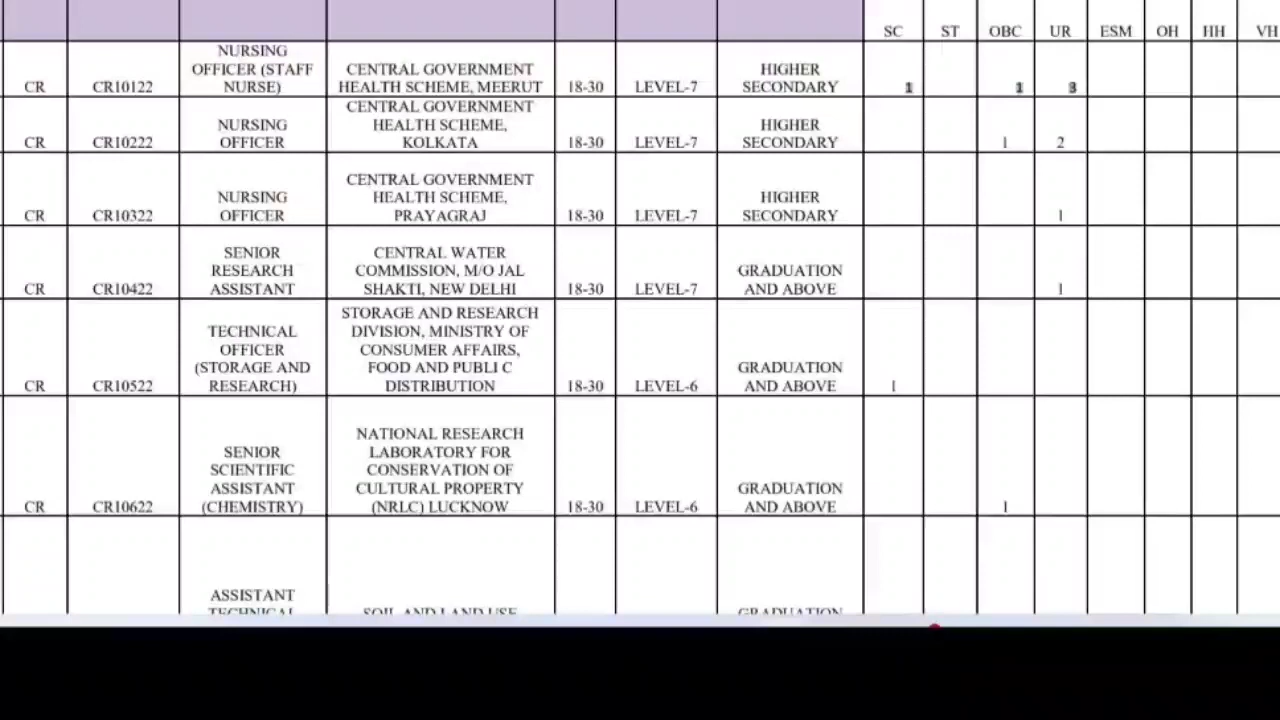 SC ST OBC UR ESM OH HH VH
NURSING
OFFICER (STAFF CENTRAL GOVERNMENT HIGHER
CR CR10122 NURSE) HEALTH SCHEME, MEERUT 18-30 LEVEL-7 SECONDARY 1 1 3
CENTRAL GOVERNMENT
NURSING HEALTH SCHEME, HIGHER
CR CR10222 OFFICER KOLKATA 18-30 LEVEL-7 SECONDARY 1 2
CENTRAL GOVERNMENT
NURSING HEALTH SCHEME, HIGHER
CR CR10322 OFFICER PRAYAGRAJ 18-30 LEVEL-7 SECONDARY 1
SENIOR CENTRAL WATER
RESEARCH COMMISSION, M/O JAL GRADUATION
CR CR10422 ASSISTANT SHAKTI, NEW DELHI 18-30 LEVEL-7 AND ABOVE 1
STORAGE AND RESEARCH
TECHNICAL DIVISION, MINISTRY OF
OFFICER CONSUMER AFFAIRS,
(STORAGE AND FOOD AND PUBLI C GRADUATION
CR CR10522 RESEARCH) DISTRIBUTION 18-30 LEVEL-6 AND ABOVE 1
NATIONAL RESEARCH
SENIOR LABORATORY FOR
SCIENTIFIC CONSERVATION OF
ASSISTANT CULTURAL PROPERTY GRADUATION
CR CR10622 (CHEMISTRY) (NRLC) LUCKNOW 18-30 LEVEL-6 AND ABOVE 1
ASSISTANT
TECHNICAL SOIL AND LAND USE GRADUATION